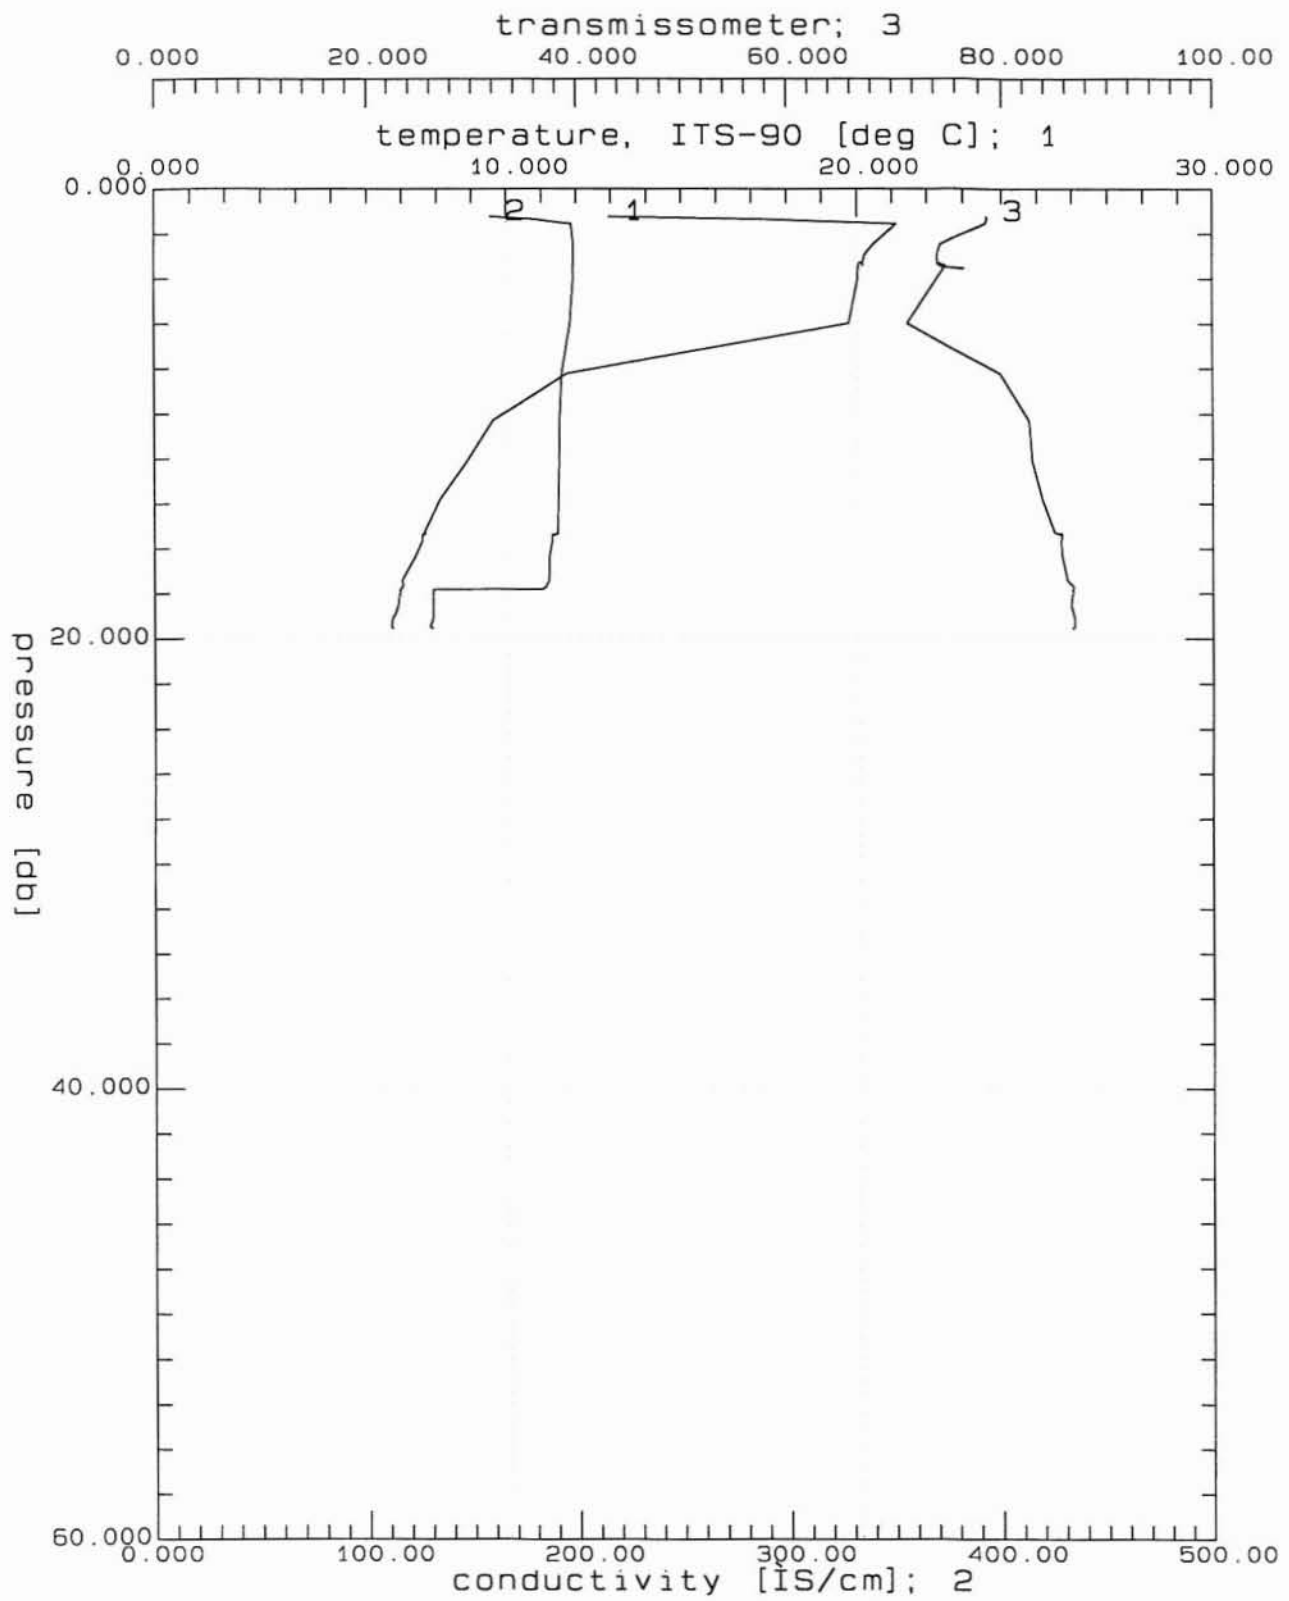 transmissometer; 3
0.000 20.000 40.000 60.000 80.000 100.00
temperature, ITS-90 [deg C]; 1
0.000 10.000 20.000 30.000
0.000
2 1 3
20.000
pressure [db]
40.000
60.000
0.000 100.00 200.00 300.00 400.00 500.00
conductivity [ÌS/cm]; 2